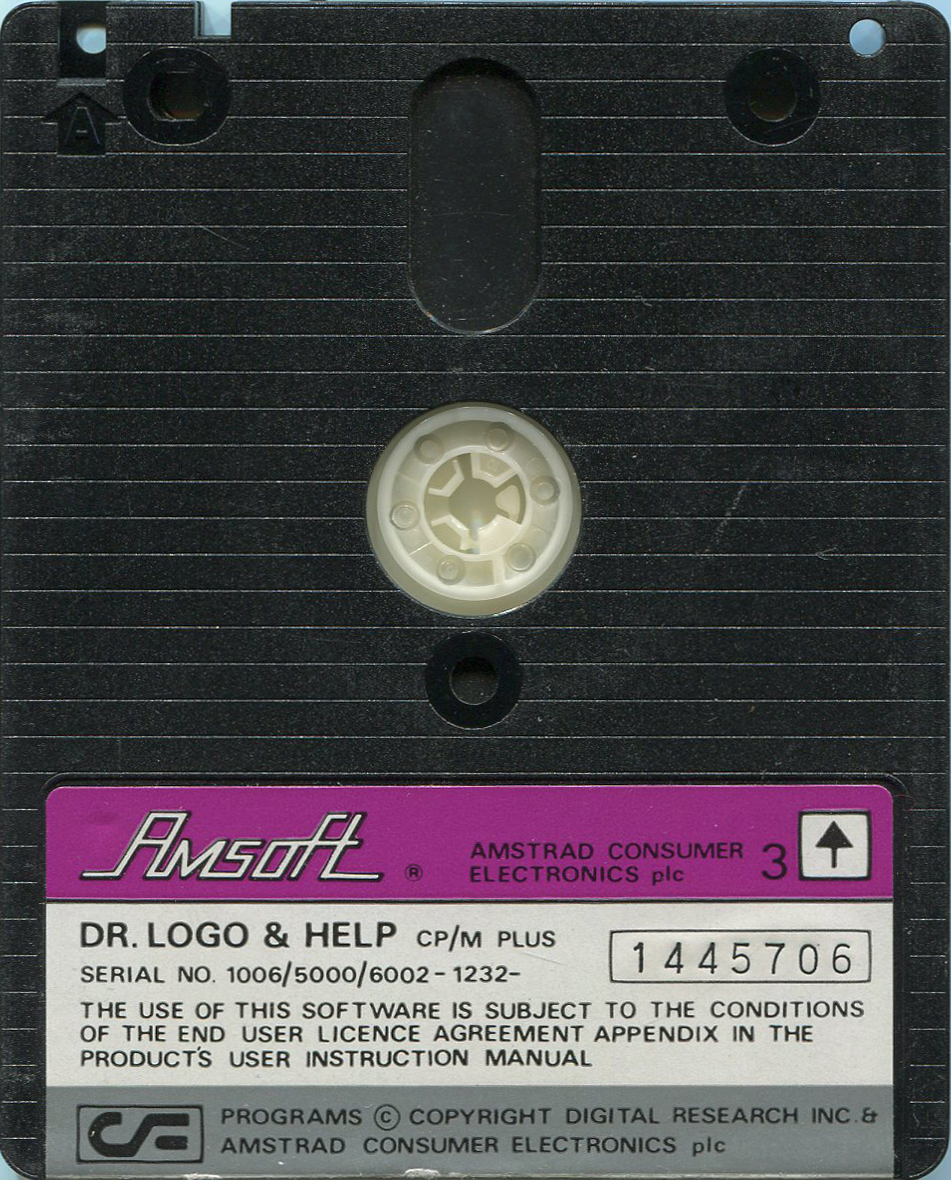 A
Amsoft ®
AMSTRAD CONSUMER
ELECTRONICS plc
3
DR. LOGO & HELP CP/M PLUS
SERIAL NO. 1006/5000/6002-1232-
1445706
THE USE OF THIS SOFTWARE IS SUBJECT TO THE CONDITIONS
OF THE END USER LICENCE AGREEMENT APPENDIX IN THE
PRODUCT'S USER INSTRUCTION MANUAL
CF
PROGRAMS © COPYRIGHT DIGITAL RESEARCH INC. &
AMSTRAD CONSUMER ELECTRONICS plc